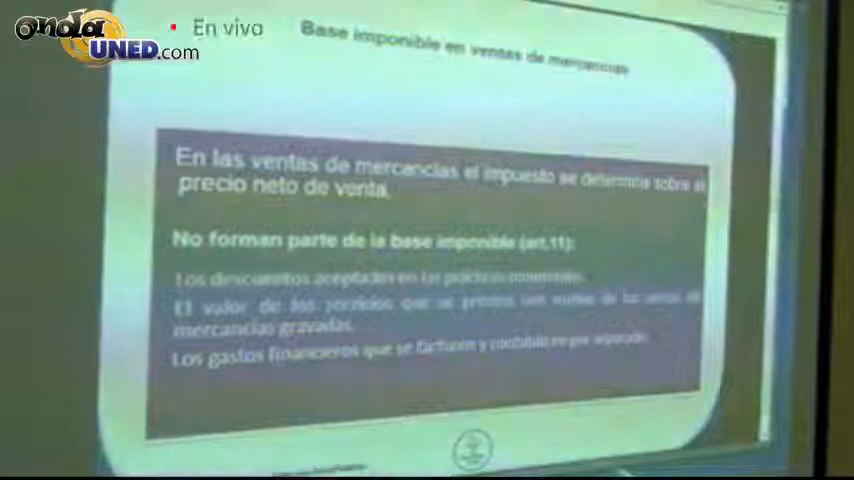 onda
UNED.com
• En vivo
Base imponible en ventas de mercancías
En las ventas de mercancías el impuesto se determina sobre el
precio neto de venta.
No forman parte de la base imponible (art.11):
Los descuentos aceptados en las prácticas comerciales.
El valor de los servicios que se presten con motivo de las ventas de
mercancías gravadas.
Los gastos financieros que se facturen y contabilicen por separado.